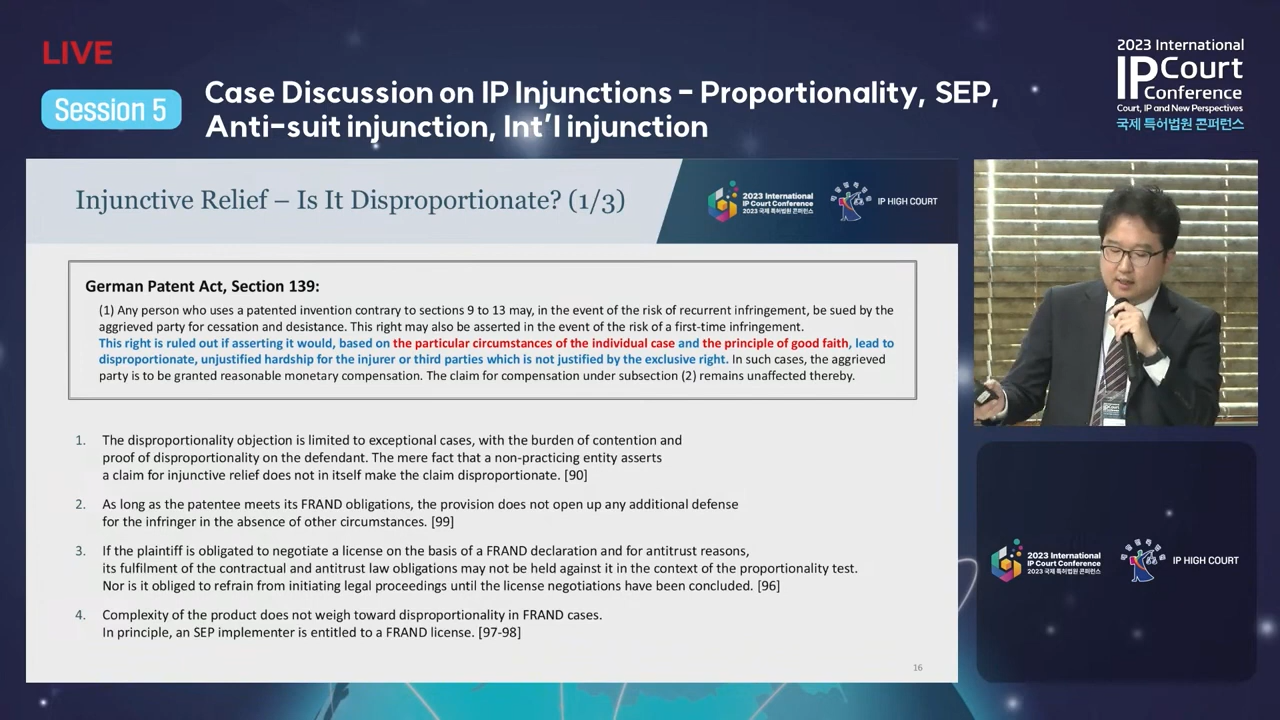 LIVE
Session 5
Case Discussion on IP Injunctions - Proportionality, SEP,
Anti-suit injunction, Int'l injunction
2023 International
IP Court
Conference
Court, IP and New Perspectives
국제 특허법원 콘퍼런스
Injunctive Relief – Is It Disproportionate? (1/3)
2023 International
IP Court Conference
2023 국제 특허법원 콘퍼런스
IP HIGH COURT
German Patent Act, Section 139:
(1) Any person who uses a patented invention contrary to sections 9 to 13 may, in the event of the risk of recurrent infringement, be sued by the
aggrieved party for cessation and desistance. This right may also be asserted in the event of the risk of a first-time infringement.
This right is ruled out if asserting it would, based on the particular circumstances of the individual case and the principle of good faith, lead to
disproportionate, unjustified hardship for the injurer or third parties which is not justified by the exclusive right. In such cases, the aggrieved
party is to be granted reasonable monetary compensation. The claim for compensation under subsection (2) remains unaffected thereby.
1. The disproportionality objection is limited to exceptional cases, with the burden of contention and
proof of disproportionality on the defendant. The mere fact that a non-practicing entity asserts
a claim for injunctive relief does not in itself make the claim disproportionate. [90]
2. As long as the patentee meets its FRAND obligations, the provision does not open up any additional defense
for the infringer in the absence of other circumstances. [99]
3. If the plaintiff is obligated to negotiate a license on the basis of a FRAND declaration and for antitrust reasons,
its fulfilment of the contractual and antitrust law obligations may not be held against it in the context of the proportionality test.
Nor is it obliged to refrain from initiating legal proceedings until the license negotiations have been concluded. [96]
4. Complexity of the product does not weigh toward disproportionality in FRAND cases.
In principle, an SEP implementer is entitled to a FRAND license. [97-98]
16
2023 International
IP Court Conference
2023 국제 특허법원 콘퍼런스
IP HIGH COURT